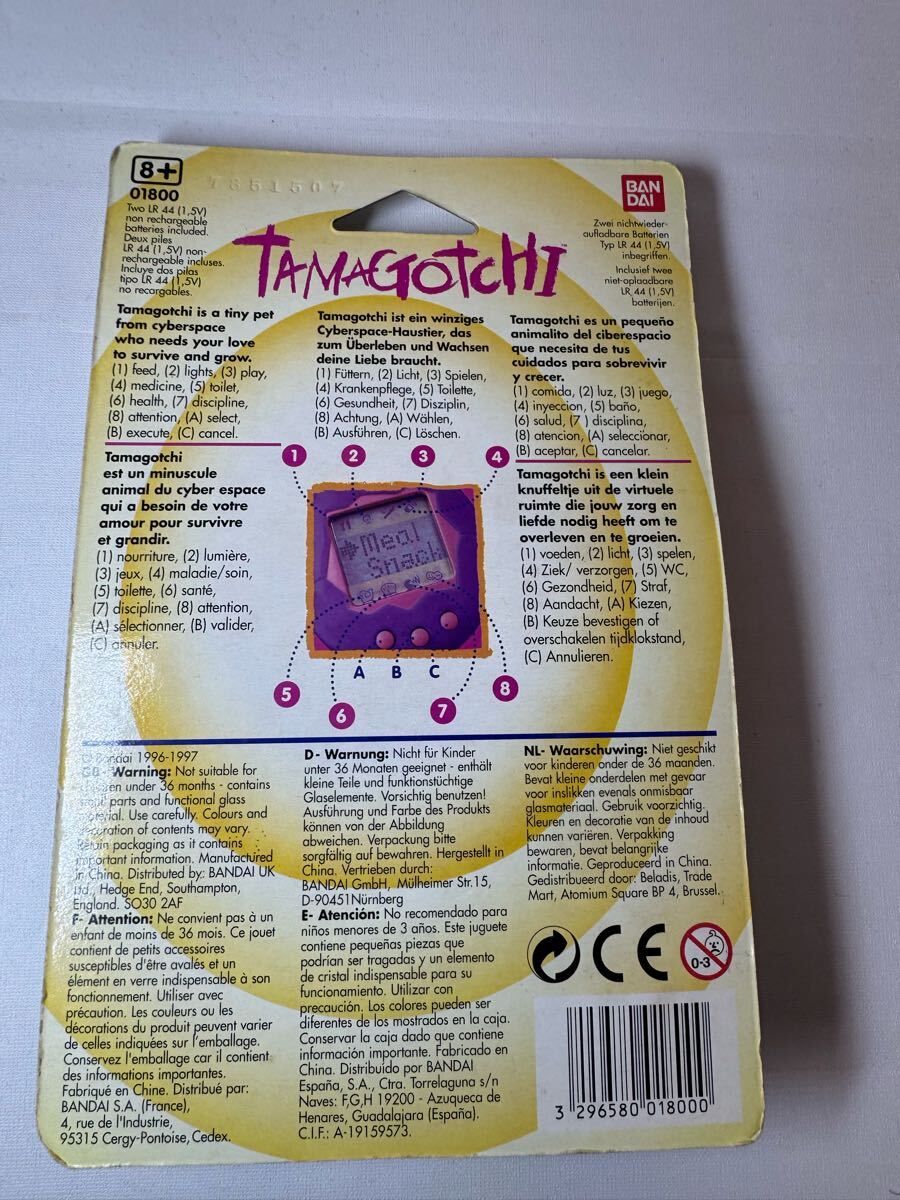 8+
01800
7851507
Two LR 44 (1,5V)
non rechargeable
batteries included.
Deux piles
LR 44 (1,5V) non-
rechargeable incluses.
Incluye dos pilas
tipo LR 44 (1,5V)
no recargables.
TAMAGOTCHI™
BAN
DAI
Zwei nichtwieder-
aufladbare Batterien
Typ LR 44 (1,5V)
inbegriffen.
Inclusief twee
niet-oplaadbare
LR 44 (1,5V)
batterijen.
Tamagotchi is a tiny pet
from cyberspace
who needs your love
to survive and grow.
(1) feed, (2) lights, (3) play,
(4) medicine, (5) toilet,
(6) health, (7) discipline,
(8) attention, (A) select,
(B) execute, (C) cancel.
Tamagotchi ist ein winziges
Cyberspace-Haustier, das
zum Überleben und Wachsen
deine Liebe braucht.
(1) Füttern, (2) Licht, (3) Spielen,
(4) Krankenpflege, (5) Toilette,
(6) Gesundheit, (7) Disziplin,
(8) Achtung, (A) Wählen,
(B) Ausführen, (C) Löschen.
Tamagotchi es un pequeño
animalito del ciberespacio
que necesita de tus
cuidados para sobrevivir
y crecer.
(1) comida, (2) luz, (3) juego,
(4) inyeccion, (5) baño,
(6) salud, (7 ) disciplina,
(8) atencion, (A) seleccionar,
(B) aceptar, (C) cancelar.
Tamagotchi
est un minuscule
animal du cyber espace
qui a besoin de votre
amour pour survivre
et grandir.
(1) nourriture, (2) lumière,
(3) jeux, (4) maladie/soin,
(5) toilette, (6) santé,
(7) discipline, (8) attention,
(A) sélectionner, (B) valider,
(C) annuler.
1 2 3 4
Meal
Snack
A B C
5 6 7 8
Tamagotchi is een klein
knuffeltje uit de virtuele
ruimte die jouw zorg en
liefde nodig heeft om te
overleven en te groeien.
(1) voeden, (2) licht, (3) spelen,
(4) Ziek/ verzorgen, (5) WC,
(6) Gezondheid, (7) Straf,
(8) Aandacht, (A) Kiezen,
(B) Keuze bevestigen of
overschakelen tijdklokstand,
(C) Annulieren.
© Bandai 1996-1997
GB - Warning: Not suitable for
children under 36 months - contains
small parts and functional glass
material. Use carefully. Colours and
decoration of contents may vary.
Retain packaging as it contains
important information. Manufactured
in China. Distributed by: BANDAI UK
Ltd., Hedge End, Southampton,
England. SO30 2AF
F- Attention: Ne convient pas à un
enfant de moins de 36 mois. Ce jouet
contient de petits accessoires
susceptibles d'être avalés et un
élément en verre indispensable à son
fonctionnement. Utiliser avec
précaution. Les couleurs ou les
décorations du produit peuvent varier
de celles indiquées sur l'emballage.
Conservez l'emballage car il contient
des informations importantes.
Fabriqué en Chine. Distribué par:
BANDAI S.A. (France),
4, rue de l'Industrie,
95315 Cergy-Pontoise, Cedex.
D- Warnung: Nicht für Kinder
unter 36 Monaten geeignet - enthält
kleine Teile und funktionstüchtige
Glaselemente. Vorsichtig benutzen!
Ausführung und Farbe des Produkts
können von der Abbildung
abweichen. Verpackung bitte
sorgfältig auf bewahren. Hergestellt in
China. Vertrieben durch:
BANDAI GmbH, Mülheimer Str.15,
D-90451Nürnberg
E- Atención: No recomendado para
niños menores de 3 años. Este juguete
contiene pequeñas piezas que
podrían ser tragadas y un elemento
de cristal indispensable para su
funcionamiento. Utilizar con
precaución. Los colores pueden ser
diferentes de los mostrados en la caja.
Conservar la caja dado que contiene
información importante. Fabricado en
China. Distribuido por BANDAI
España, S.A., Ctra. Torrelaguna s/n
Naves: F,G,H 19200 - Azuqueca de
Henares, Guadalajara (España).
C.I.F.: A-19159573.
NL- Waarschuwing: Niet geschikt
voor kinderen onder de 36 maanden.
Bevat kleine onderdelen met gevaar
voor inslikken evenals onmisbaar
glasmateriaal. Gebruik voorzichtig.
Kleuren en decoratie van de inhoud
kunnen variëren. Verpakking
bewaren, bevat belangrijke
informatie. Geproduceerd in China.
Gedistribueerd door: Beladis, Trade
Mart, Atomium Square BP 4, Brussel.
CE
0-3
3 296580 018000